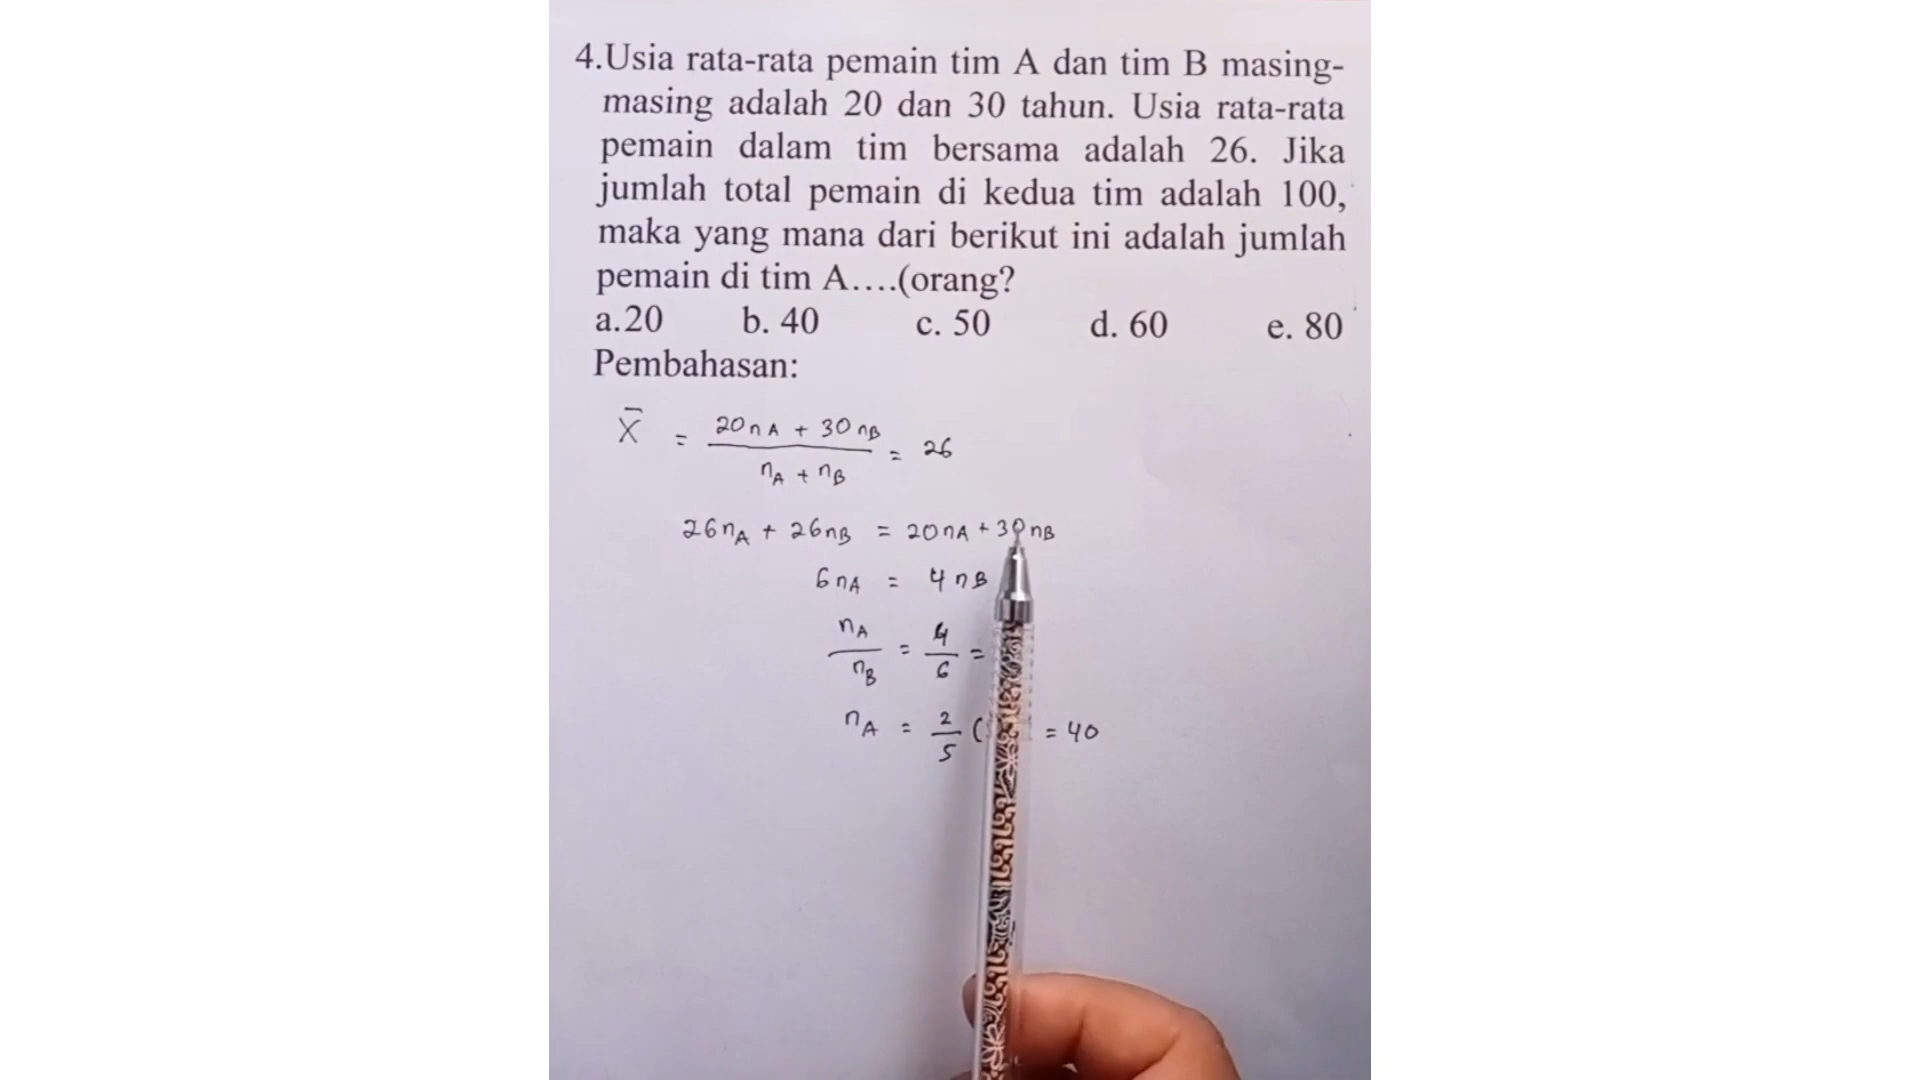 4.Usia rata-rata pemain tim A dan tim B masing-
masing adalah 20 dan 30 tahun. Usia rata-rata
pemain dalam tim bersama adalah 26. Jika
jumlah total pemain di kedua tim adalah 100,
maka yang mana dari berikut ini adalah jumlah
pemain di tim A....(orang?
a.20 b. 40 c. 50 d. 60 e. 80
Pembahasan:
X̄ = (20nA + 30nB)/(nA + nB) = 26
26nA + 26nB = 20nA + 30nB
6nA = 4nB
nA/nB = 4/6 =
nA = 2/5 ( = 40